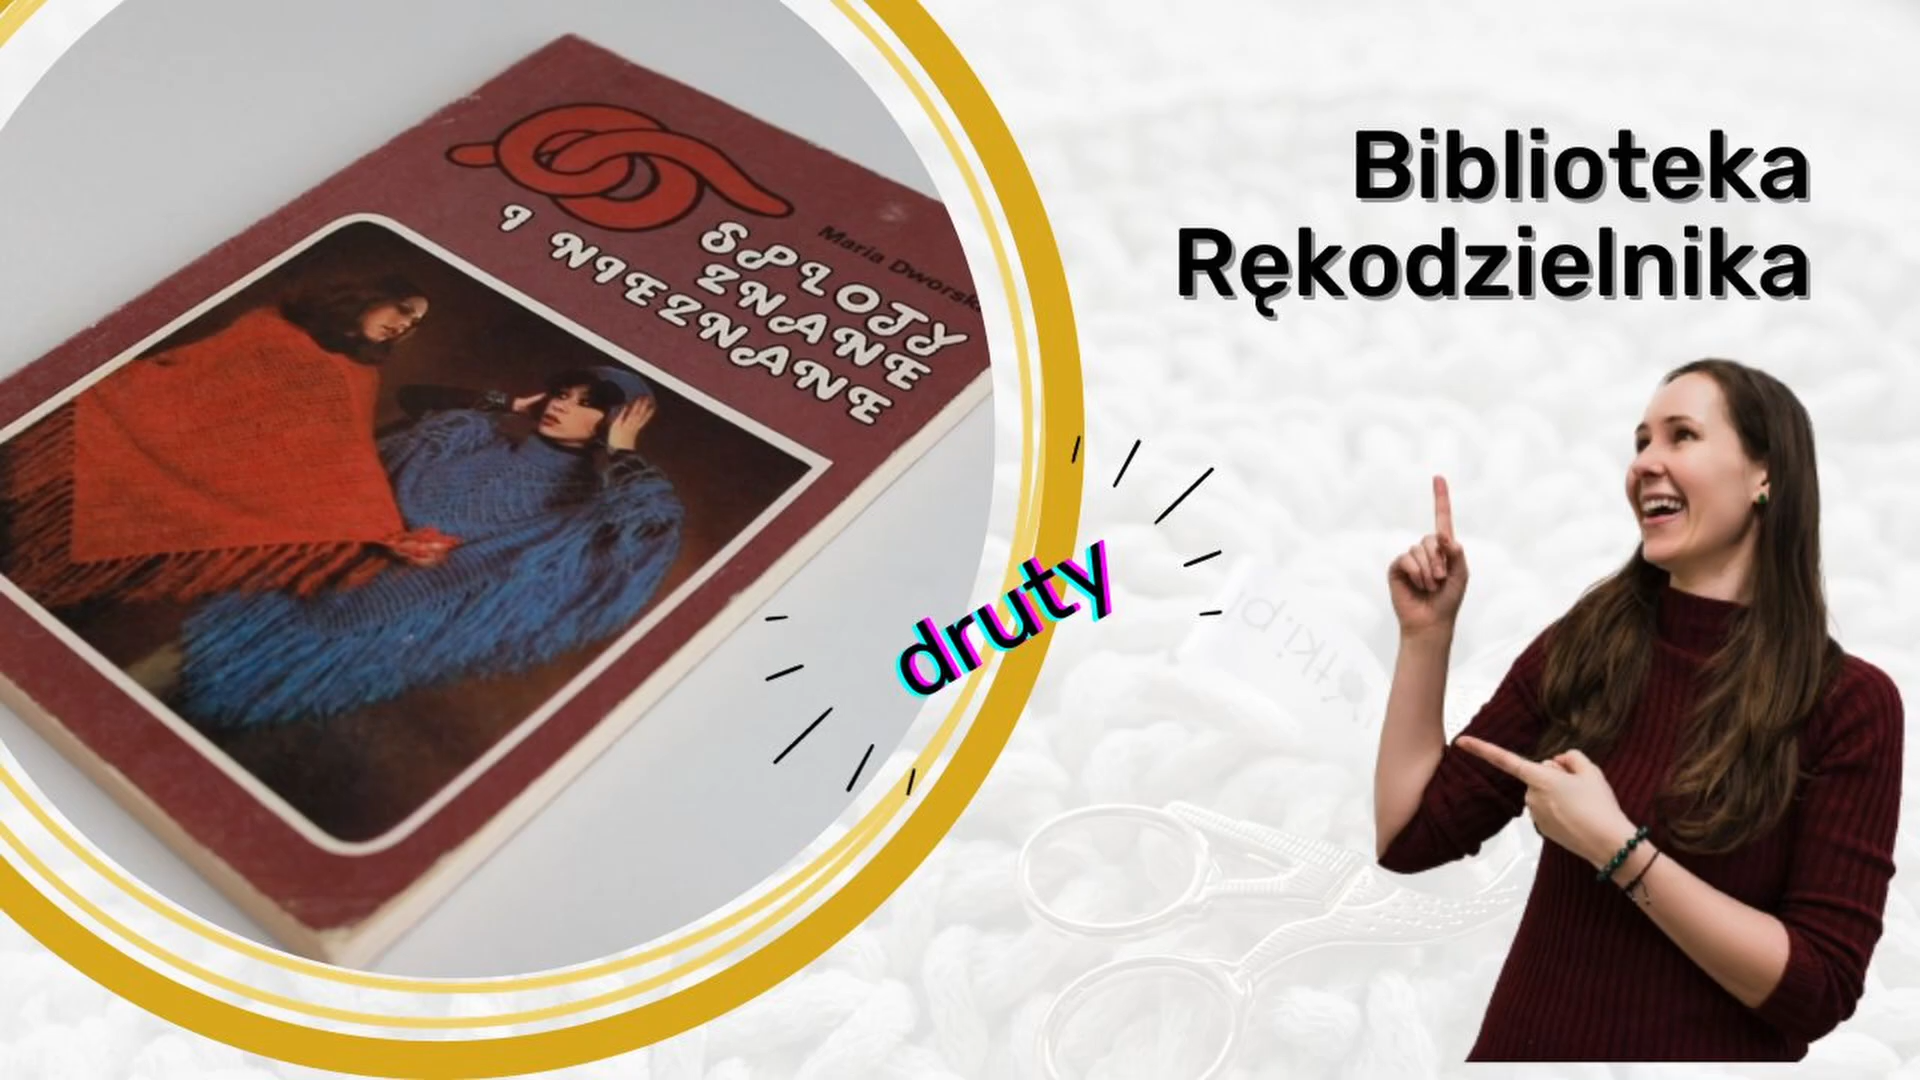 Maria Dworska
SPLOTY
ZNANE
I NIEZNANE
Biblioteka
Rękodzielnika
druty